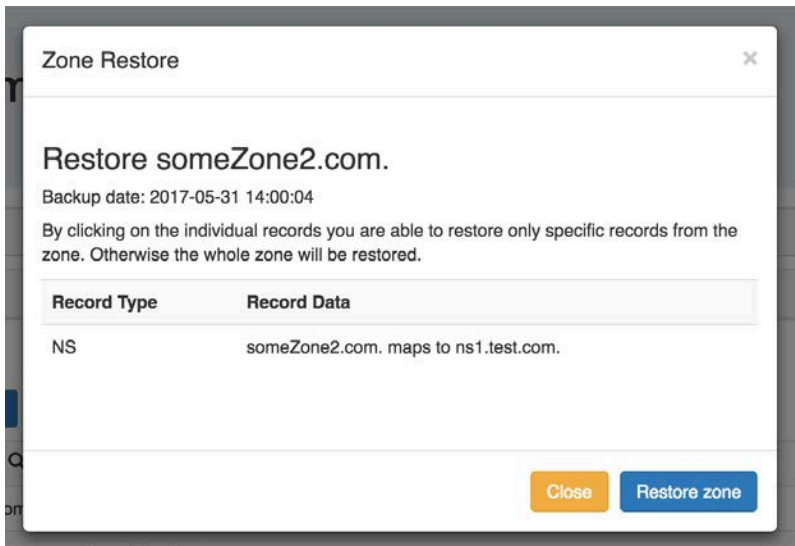 Zone Restore
×
Restore someZone2.com.
Backup date: 2017-05-31 14:00:04
By clicking on the individual records you are able to restore only specific records from the
zone. Otherwise the whole zone will be restored.
Record Type Record Data
NS someZone2.com. maps to ns1.test.com.
Close Restore zone